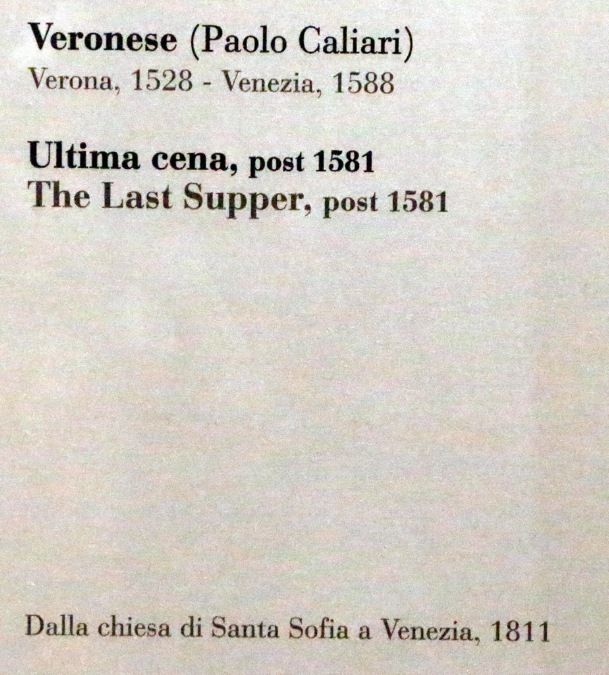 Veronese (Paolo Caliari)
Verona, 1528 - Venezia, 1588
Ultima cena, post 1581
The Last Supper, post 1581
Dalla chiesa di Santa Sofia a Venezia, 1811